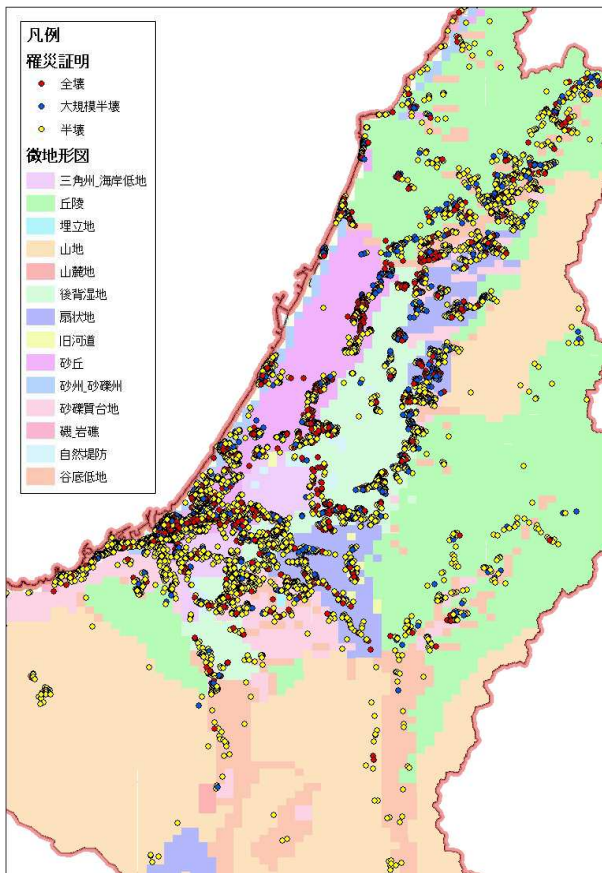 凡例
罹災証明
全壊
大規模半壊
半壊
微地形図
三角州_海岸低地
丘陵
埋立地
山地
山麓地
後背湿地
扇状地
旧河道
砂丘
砂州_砂礫州
砂礫質台地
磯_岩礁
自然堤防
谷底低地